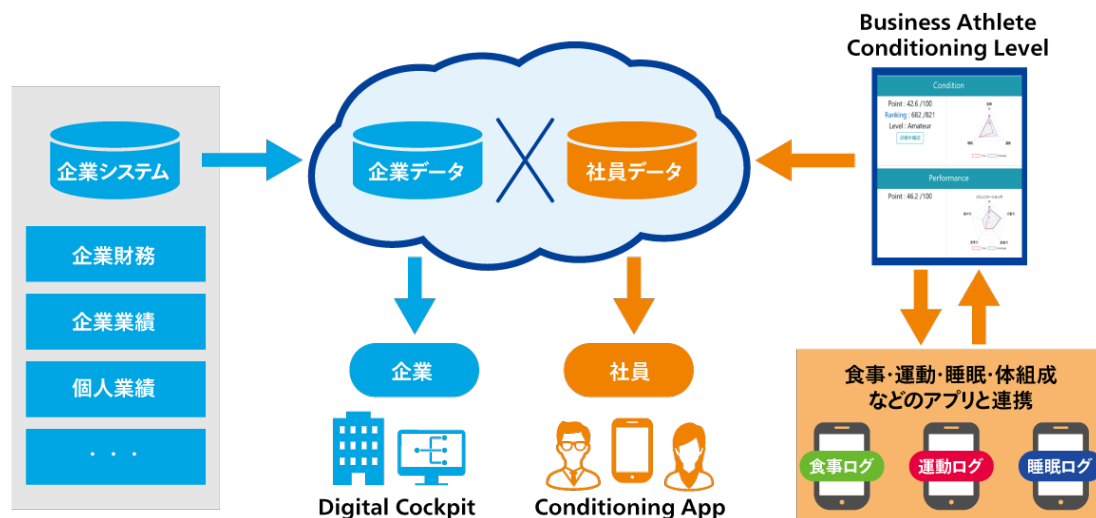 Business Athlete
Conditioning Level
企業システム
企業財務
企業業績
個人業績
・・・
企業データ
社員データ
企業
社員
Digital Cockpit
Conditioning App
Condition
Point : 42.6 /100
Ranking : 682 /821
Level : Amateur
Performance
Point : 46.2 /100
食事・運動・睡眠・体組成
などのアプリと連携
食事ログ
運動ログ
睡眠ログ